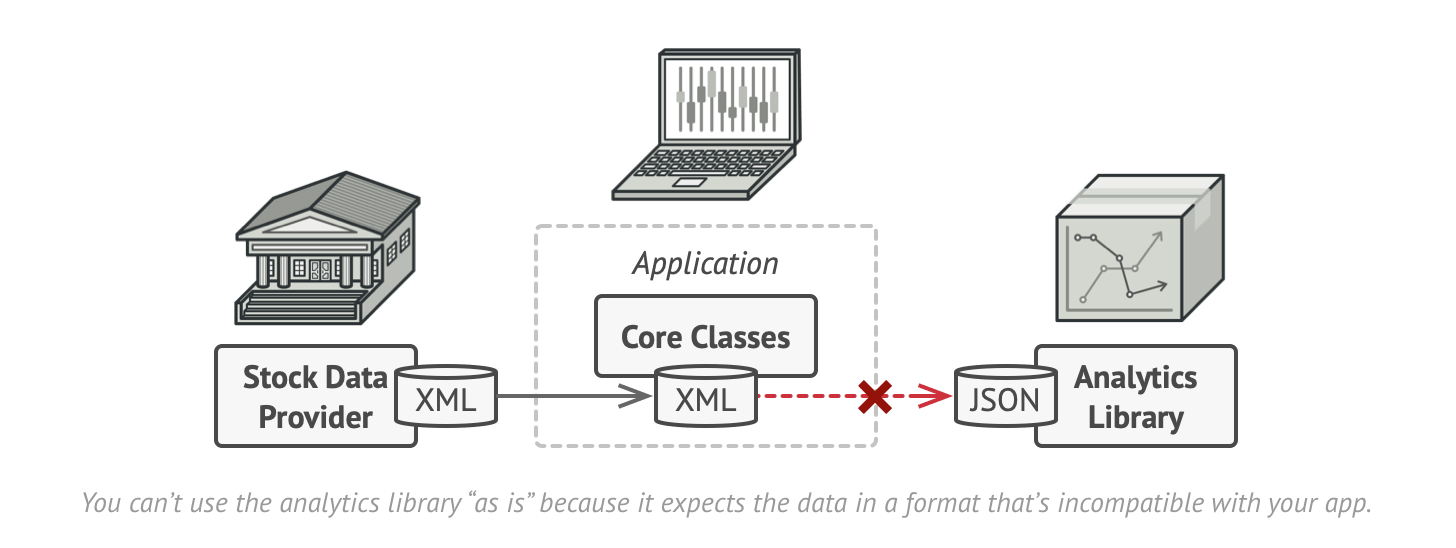 Application
Core Classes
Stock Data
Provider
XML
XML
JSON
Analytics
Library
You can’t use the analytics library “as is” because it expects the data in a format that’s incompatible with your app.